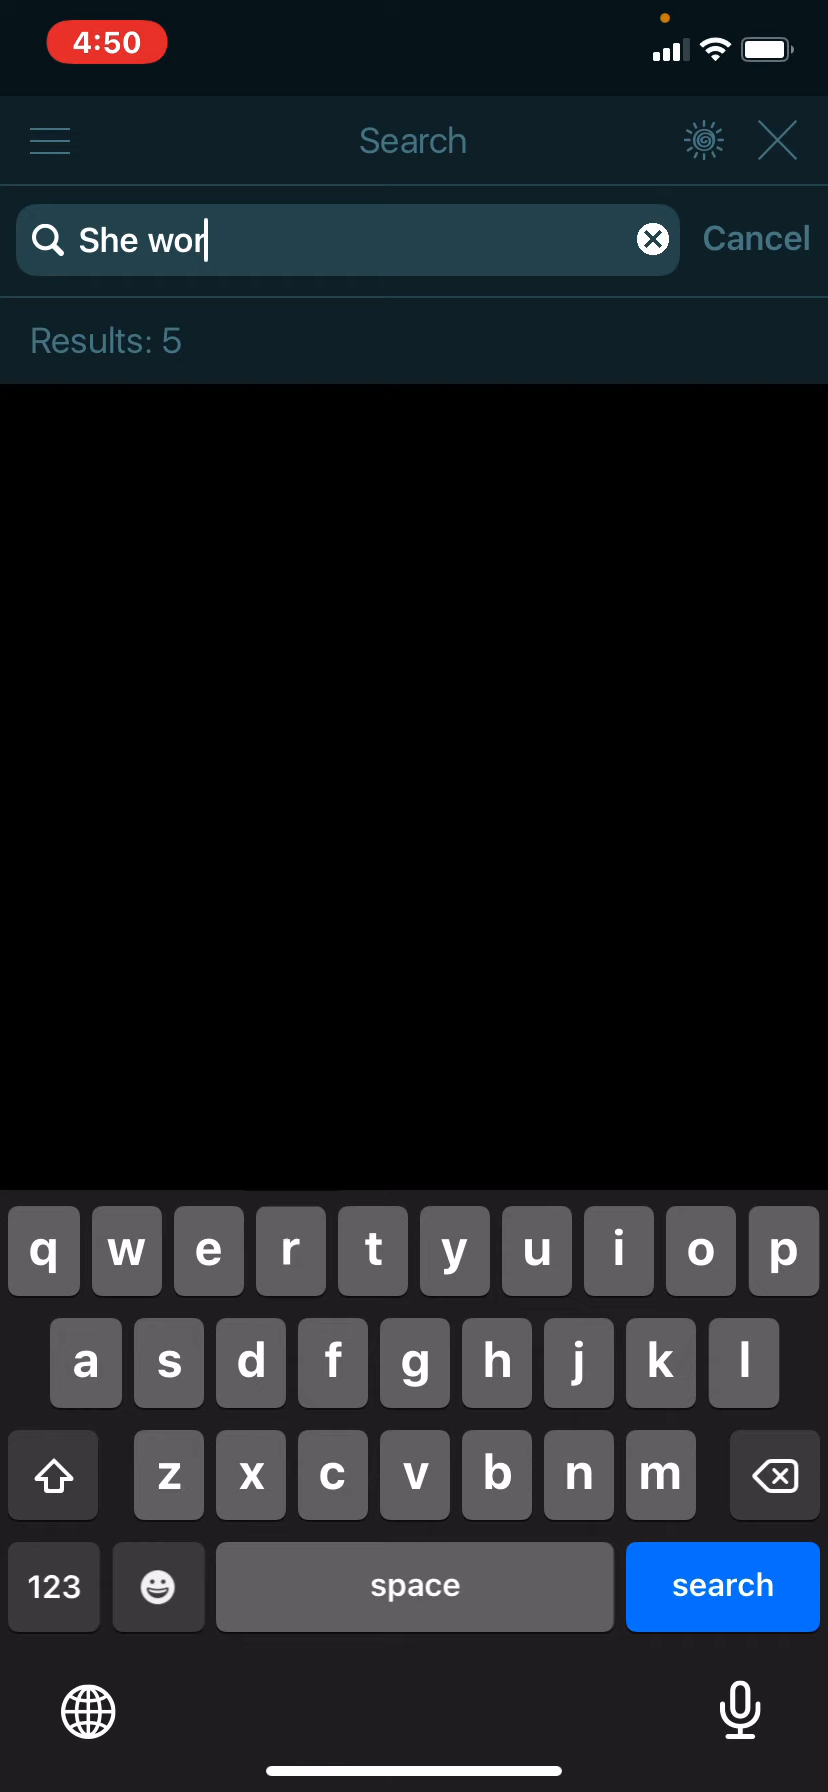 4:50
Search
She wor
Cancel
Results: 5
q w e r t y u i o p
a s d f g h j k l
z x c v b n m
123 space search